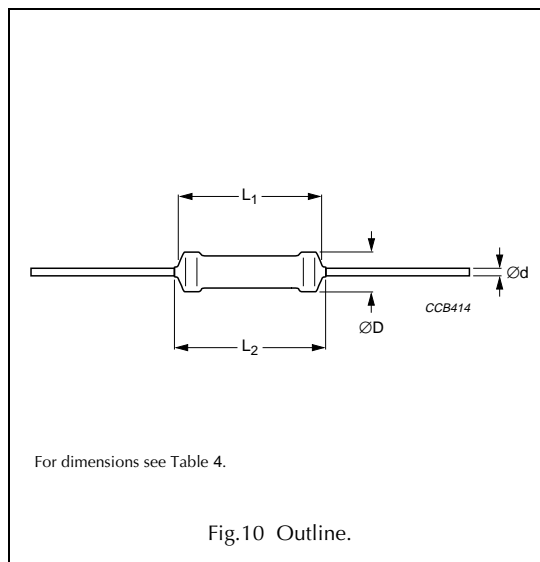 L₁
Ød
CCB414
ØD
L₂
For dimensions see Table 4.
Fig.10 Outline.